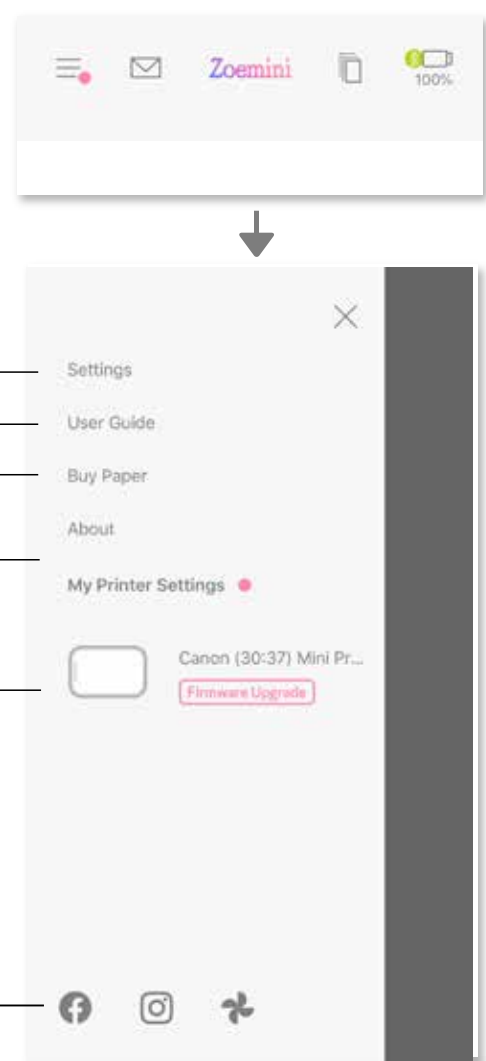 Zoemini
100%
Settings
User Guide
Buy Paper
About
My Printer Settings
Canon (30:37) Mini Pr...
Firmware Upgrade